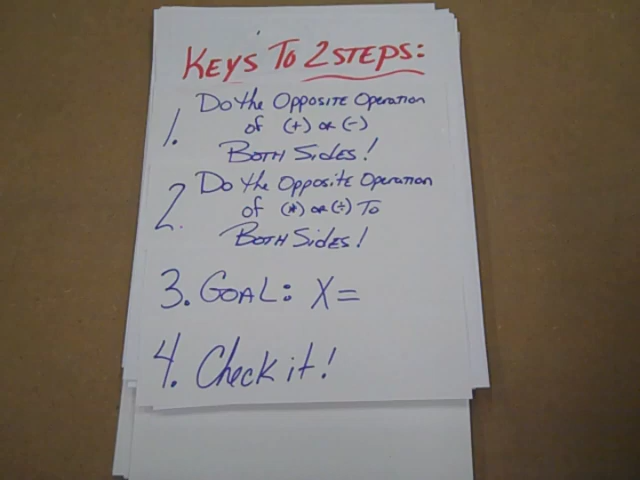 KEYS TO 2 STEPS:
1. Do the OPPOSITE OPERATION
of (+) or (-)
BOTH SIDES!
2. Do the OPPOSITE OPERATION
of (*) or (÷) To
BOTH SIDES!
3. GOAL: X=
4. Check it!